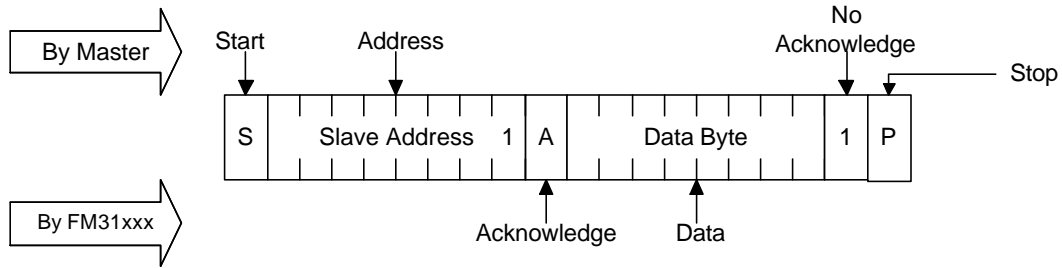 By Master
Start
Address
No
Acknowledge
Stop
S Slave Address 1 A Data Byte 1 P
By FM31xxx
Acknowledge
Data